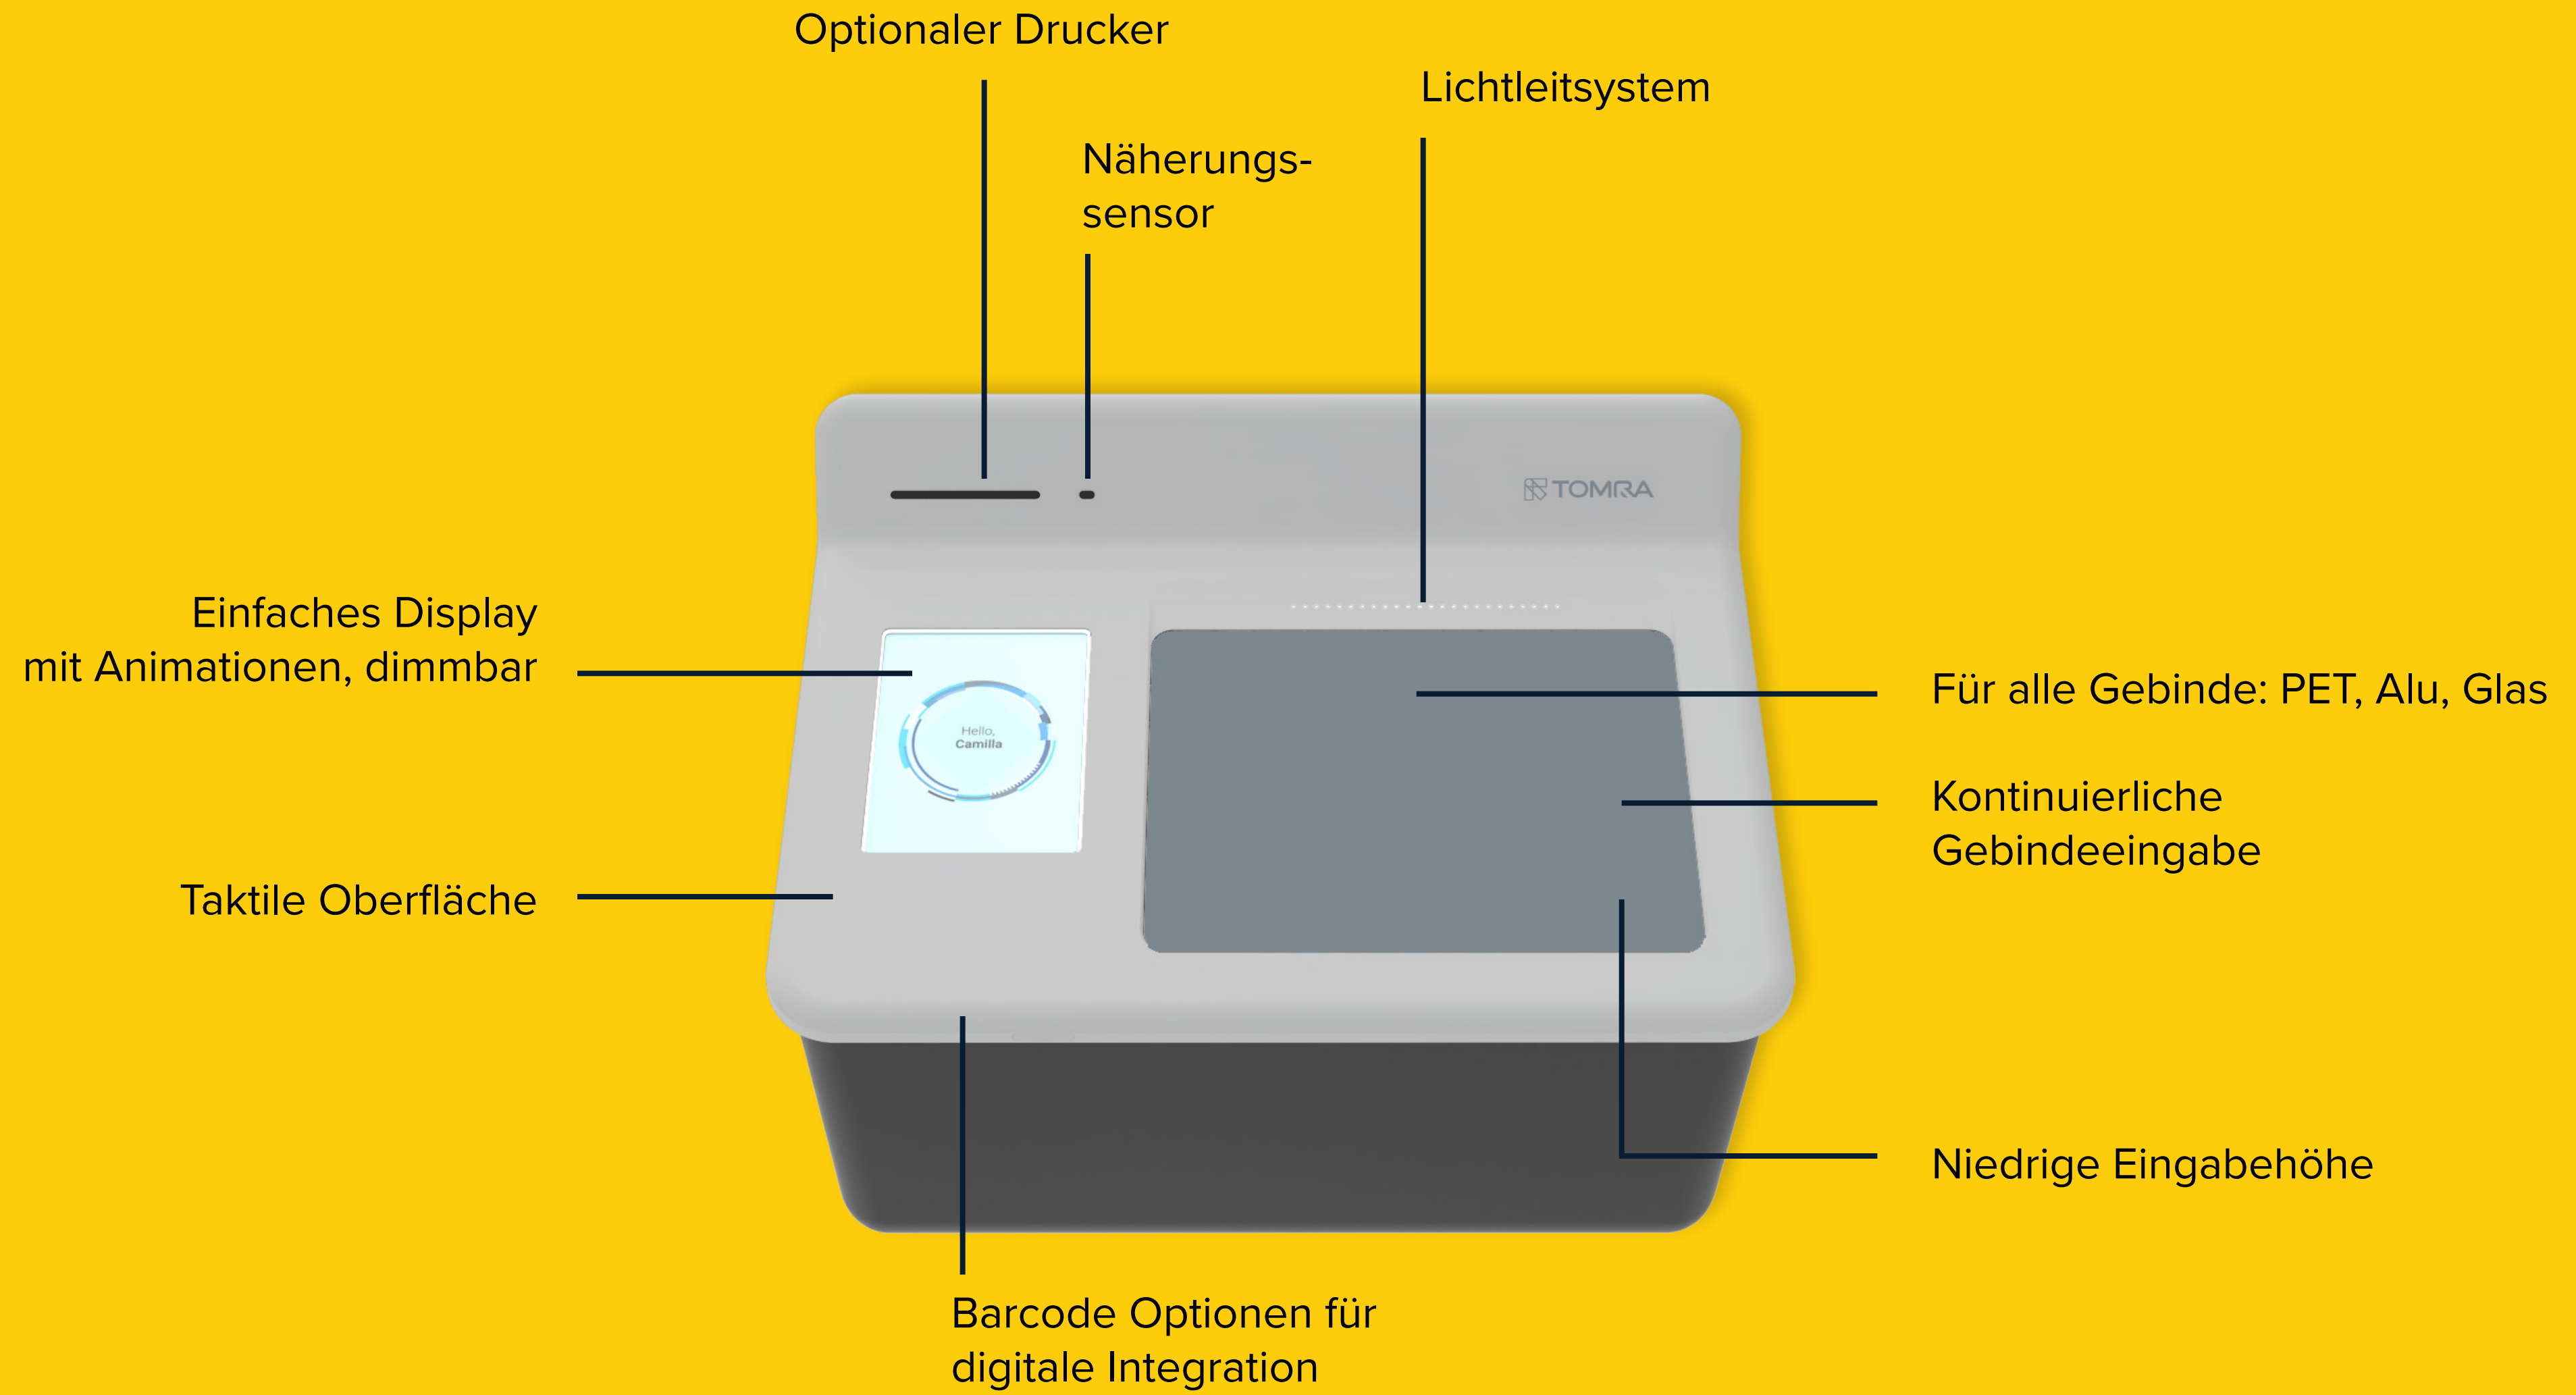 Optionaler Drucker
Lichtleitsystem
Näherungs-
sensor
TOMRA
Einfaches Display
mit Animationen, dimmbar
Hello,
Camilla
Für alle Gebinde: PET, Alu, Glas
Kontinuierliche
Gebindeeingabe
Taktile Oberfläche
Niedrige Eingabehöhe
Barcode Optionen für
digitale Integration